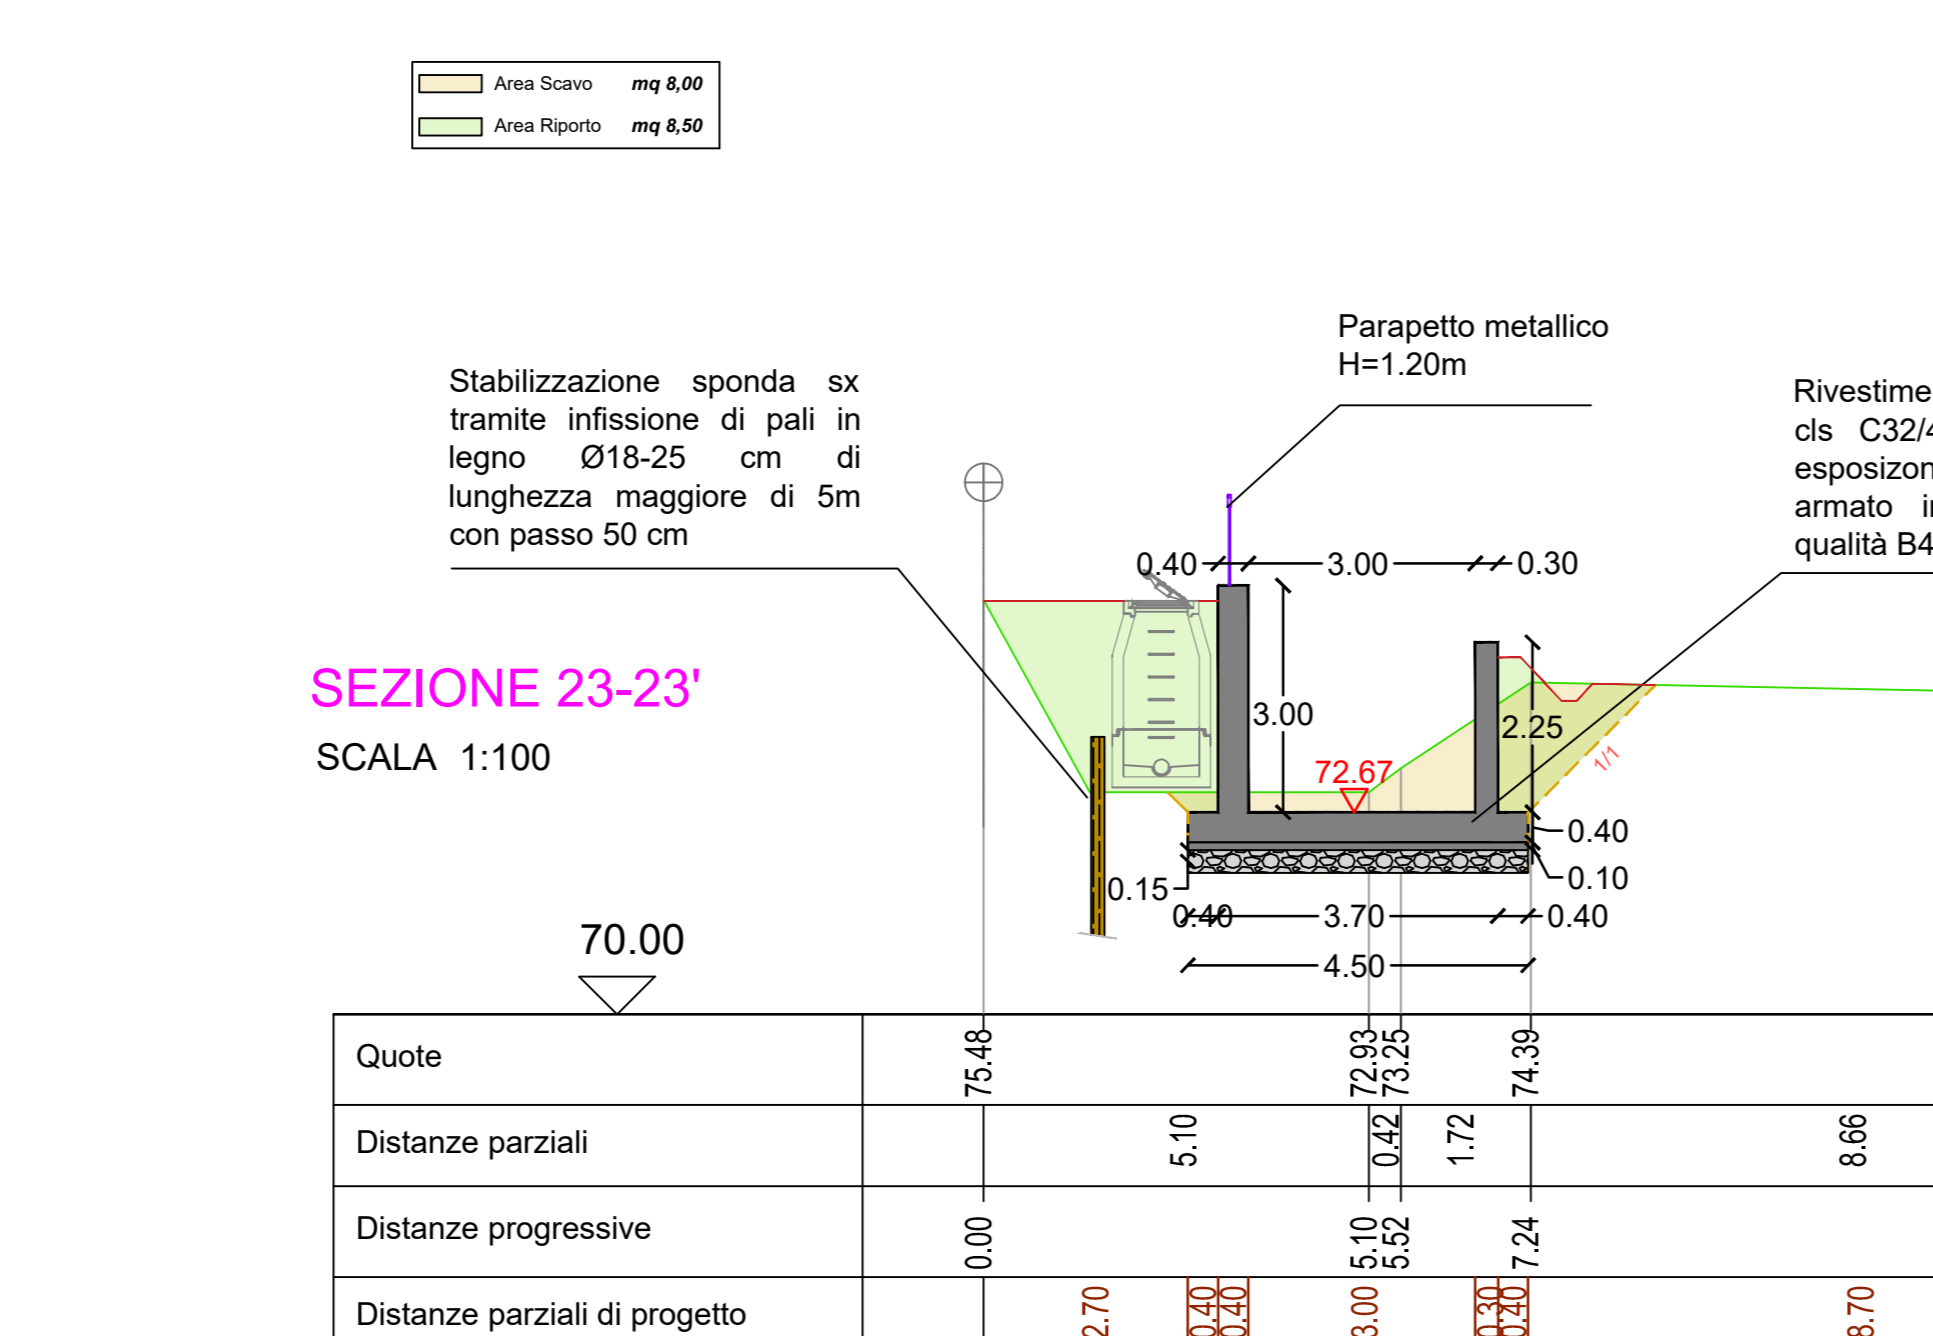 Area Scavo mq 8,00
Area Riporto mq 8,50
Parapetto metallico
H=1.20m
Stabilizzazione sponda sx
tramite infissione di pali in
legno Ø18-25 cm di
lunghezza maggiore di 5m
con passo 50 cm
Rivestime
cls C32/4
esposizon
armato i
qualità B4
0.40 3.00 0.30
SEZIONE 23-23'
SCALA 1:100
3.00
2.25
72.67
1/1
0.40
0.10
0.15
0.40 3.70 0.40
4.50
70.00
Quote 75.48 72.93 73.25 74.39
Distanze parziali 5.10 0.42 1.72 8.66
Distanze progressive 0.00 5.10 5.52 7.24
Distanze parziali di progetto 2.70 0.40 0.40 3.00 0.30 0.40 8.70